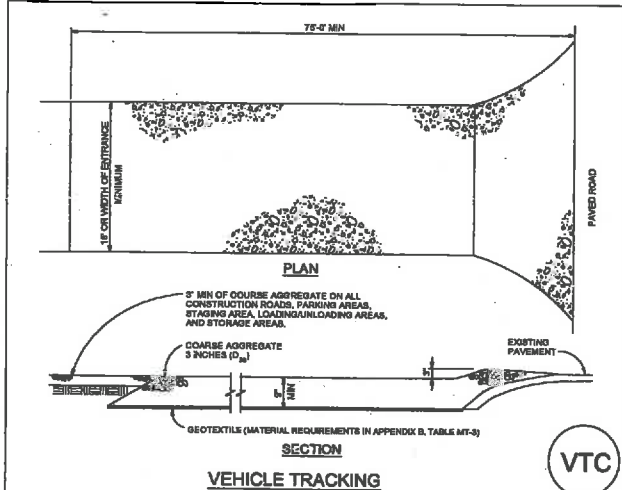 75'-0" MIN
15' OR WIDTH OF ENTRANCE
MINIMUM
PAVED ROAD
PLAN
3" MIN OF COURSE AGGREGATE ON ALL
CONSTRUCTION ROADS, PARKING AREAS,
STAGING AREA, LOADING/UNLOADING AREAS,
AND STORAGE AREAS.
COARSE AGGREGATE
3 INCHES (D
EXISTING
PAVEMENT
3"
MIN
GEOTEXTILE (MATERIAL REQUIREMENTS IN APPENDIX B, TABLE MT-3)
SECTION
VTC
VEHICLE TRACKING